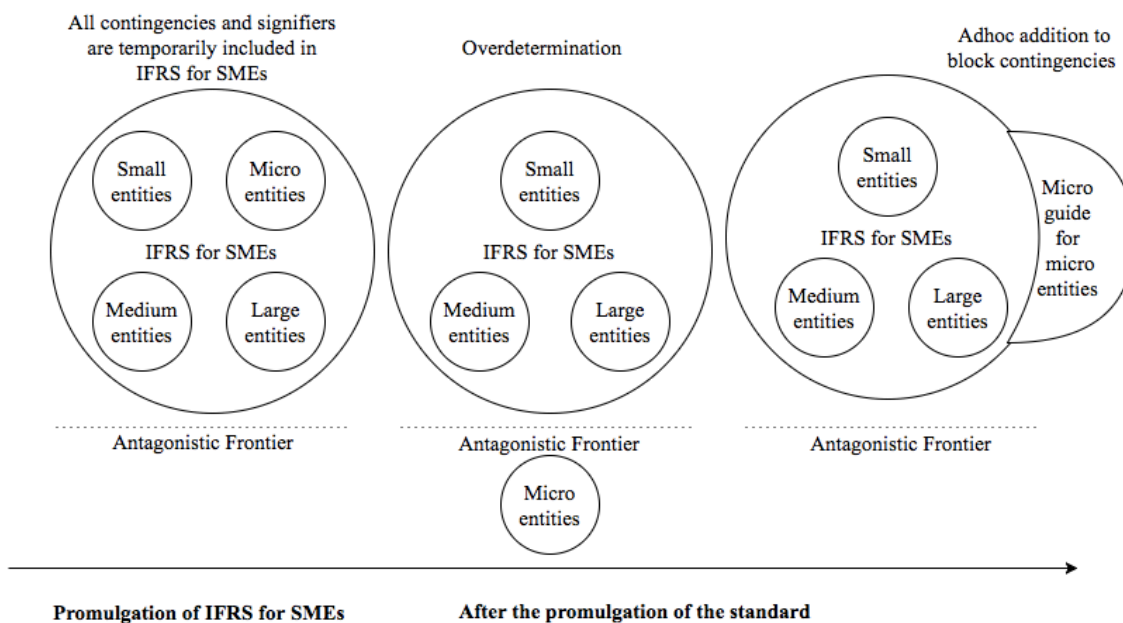 All contingencies and signifiers
are temporarily included in
IFRS for SMEs
Small
entities
Micro
entities
IFRS for SMEs
Medium
entities
Large
entities
Antagonistic Frontier
Overdetermination
Small
entities
IFRS for SMEs
Medium
entities
Large
entities
Antagonistic Frontier
Micro
entities
Adhoc addition to
block contingencies
Small
entities
IFRS for SMEs
Medium
entities
Large
entities
Micro
guide
for
micro
entities
Antagonistic Frontier
Promulgation of IFRS for SMEs
After the promulgation of the standard